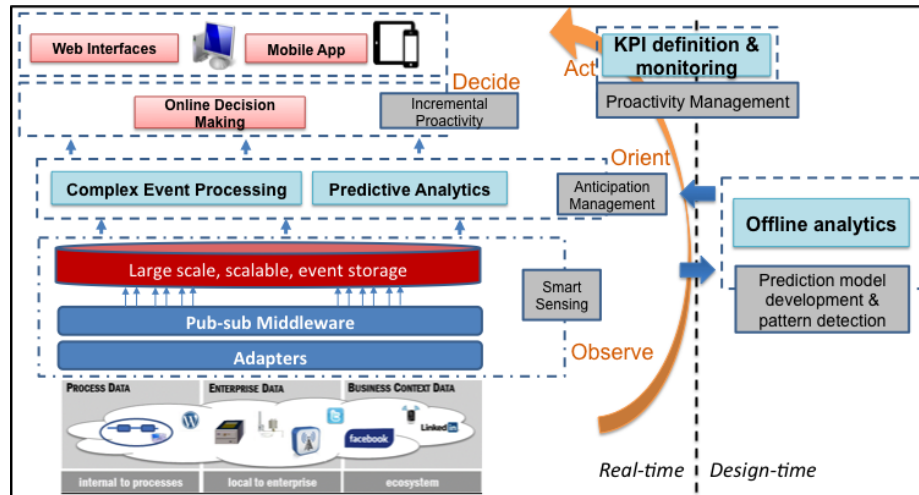 Web Interfaces
Mobile App
Act
KPI definition &
monitoring
Decide
Online Decision
Making
Incremental
Proactivity
Proactivity Management
Orient
Complex Event Processing
Predictive Analytics
Anticipation
Management
Offline analytics
Large scale, scalable, event storage
Smart
Sensing
Prediction model
development &
pattern detection
Pub-sub Middleware
Adapters
Observe
PROCESS DATA
ENTERPRISE DATA
BUSINESS CONTEXT DATA
facebook
Linked in
internal to processes
local to enterprise
ecosystem
Real-time
Design-time